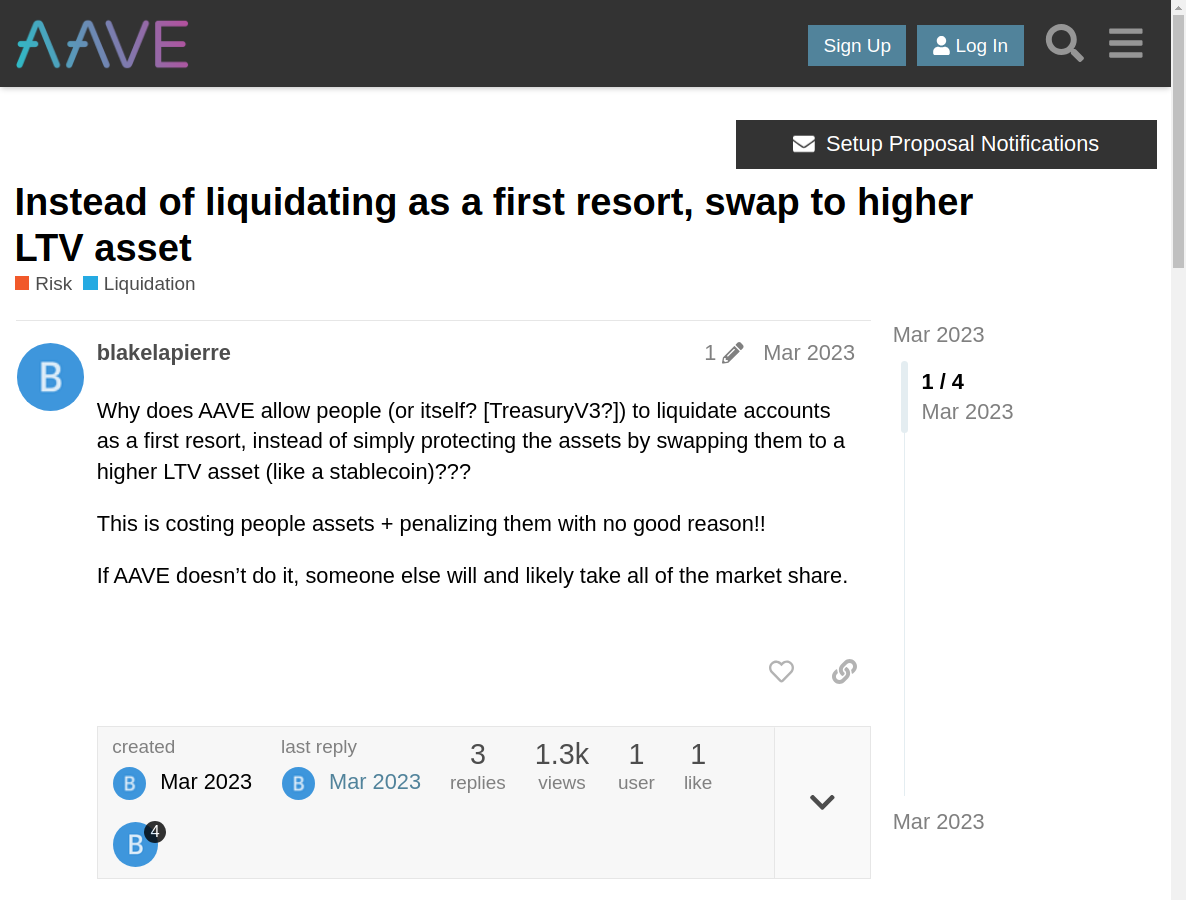 AAVE
Sign Up
Log In
Setup Proposal Notifications
Instead of liquidating as a first resort, swap to higher
LTV asset
Risk Liquidation
blakelapierre 1 Mar 2023
B
Why does AAVE allow people (or itself? [TreasuryV3?]) to liquidate accounts
as a first resort, instead of simply protecting the assets by swapping them to a
higher LTV asset (like a stablecoin)???
This is costing people assets + penalizing them with no good reason!!
If AAVE doesn’t do it, someone else will and likely take all of the market share.
Mar 2023
1 / 4
Mar 2023
Mar 2023
created
B Mar 2023
last reply
B Mar 2023
3
replies
1.3k
views
1
user
1
like
B 4